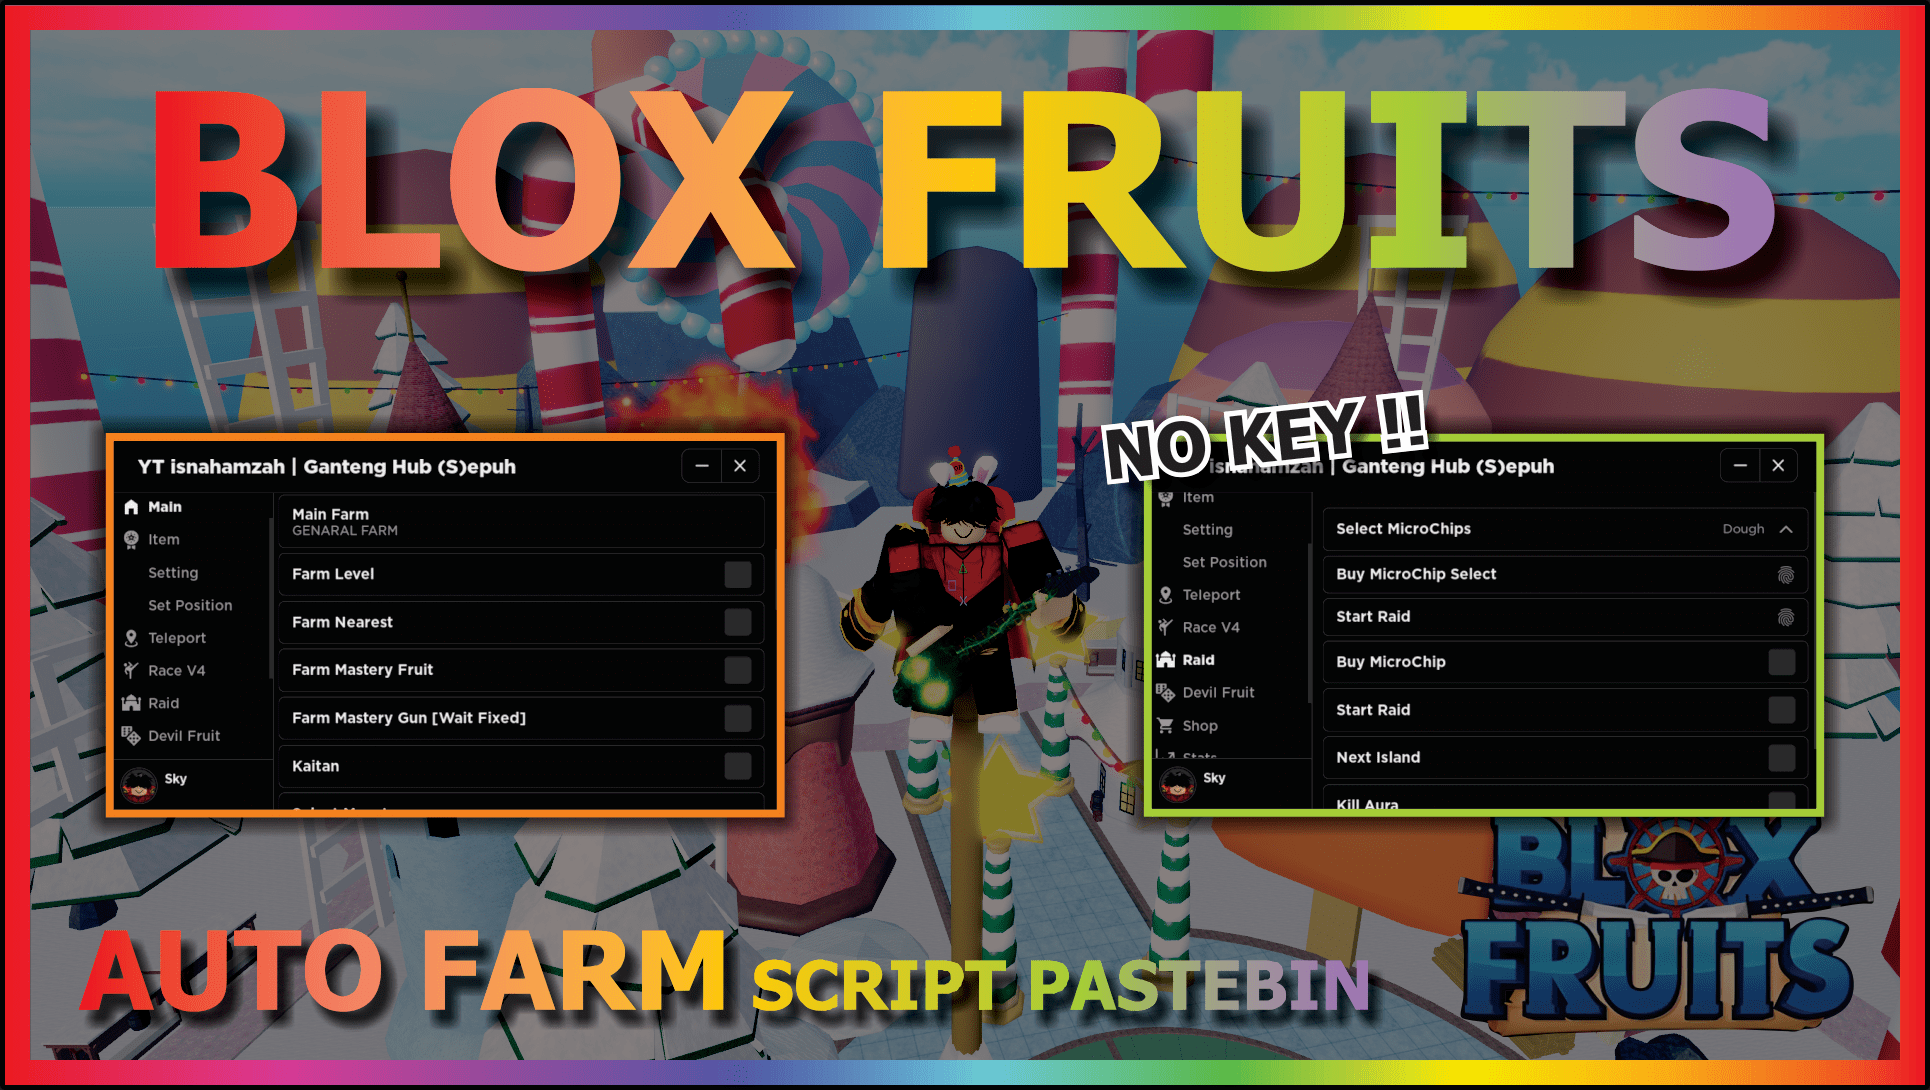 BLOX FRUITS
NO KEY !!
YT isnahamzah | Ganteng Hub (S)epuh
Main
Item
Setting
Set Position
Teleport
Race V4
Raid
Devil Fruit
Sky
Main Farm
GENARAL FARM
Farm Level
Farm Nearest
Farm Mastery Fruit
Farm Mastery Gun [Wait Fixed]
Kaitan
isnahamzah | Ganteng Hub (S)epuh
Item
Setting
Set Position
Teleport
Race V4
Raid
Devil Fruit
Shop
Stats
Sky
Select MicroChips Dough
Buy MicroChip Select
Start Raid
Buy MicroChip
Start Raid
Next Island
Kill Aura
AUTO FARM SCRIPT PASTEBIN
BLOX
FRUITS